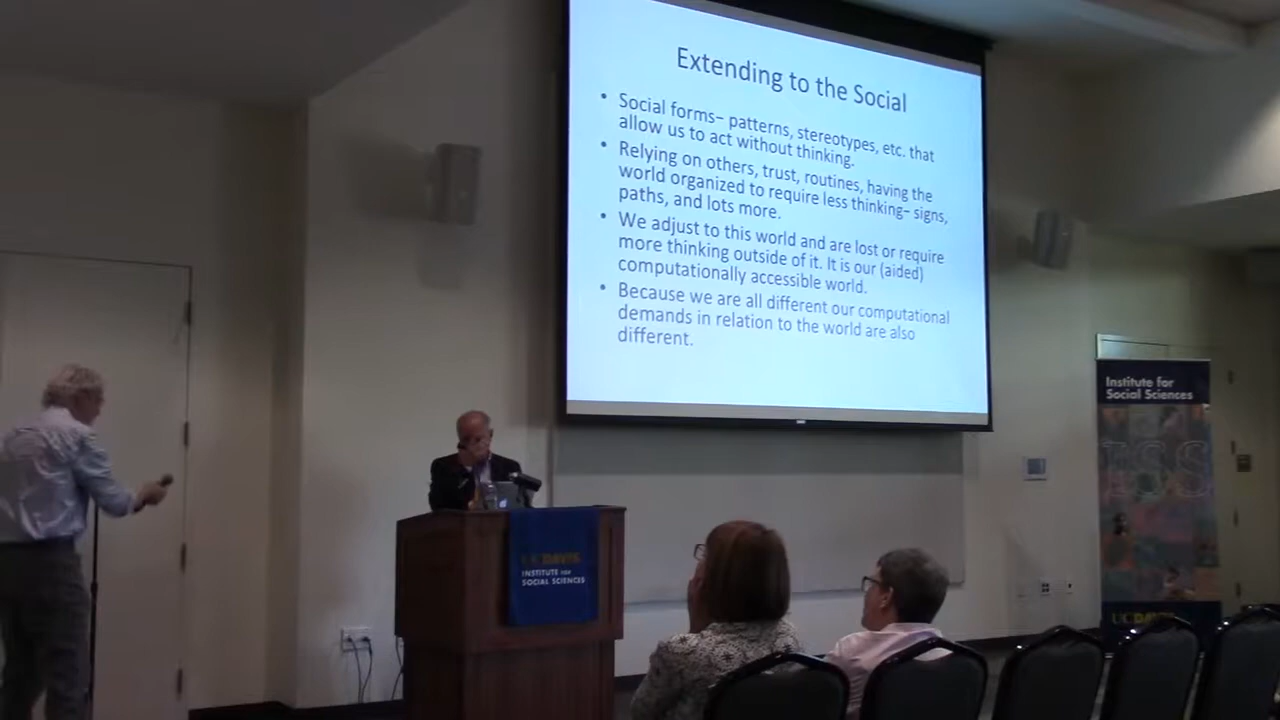 Extending to the Social
• Social forms– patterns, stereotypes, etc. that
allow us to act without thinking.
• Relying on others, trust, routines, having the
world organized to require less thinking– signs,
paths, and lots more.
• We adjust to this world and are lost or require
more thinking outside of it. It is our (aided)
computationally accessible world.
• Because we are all different our computational
demands in relation to the world are also
different.
UC DAVIS
INSTITUTE FOR
SOCIAL SCIENCES
Institute for
Social Sciences
ISS
UC DAVIS